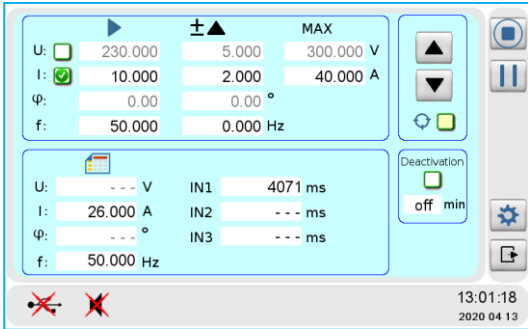 MAX
U: 230.000 5.000 300.000 V
I: 10.000 2.000 40.000 A
φ: 0.00 0.00 °
f: 50.000 0.000 Hz
U: - - - V IN1 4071 ms
I: 26.000 A IN2 - - - ms
φ: - - - ° IN3 - - - ms
f: 50.000 Hz
Deactivation
off min
13:01:18
2020 04 13